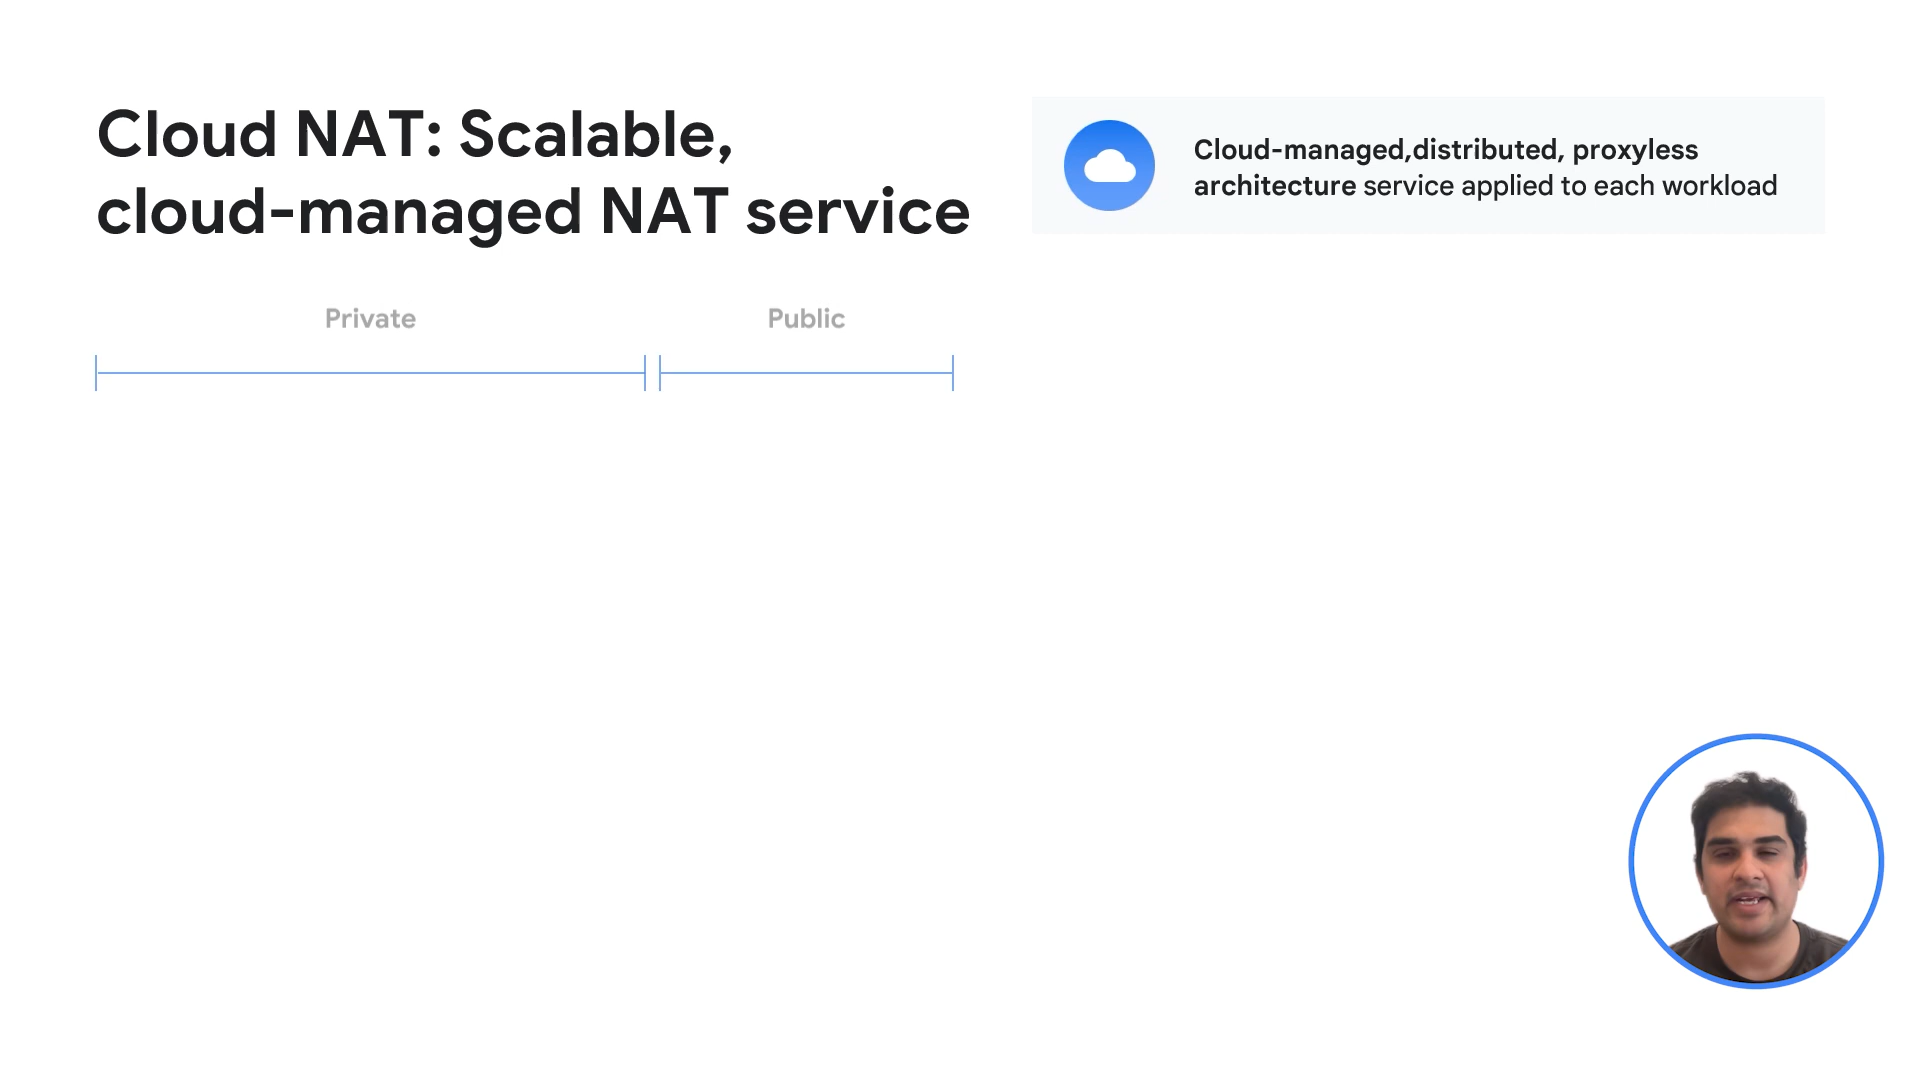 Cloud NAT: Scalable,
cloud-managed NAT service
Cloud-managed,distributed, proxyless
architecture service applied to each workload
Private
Public